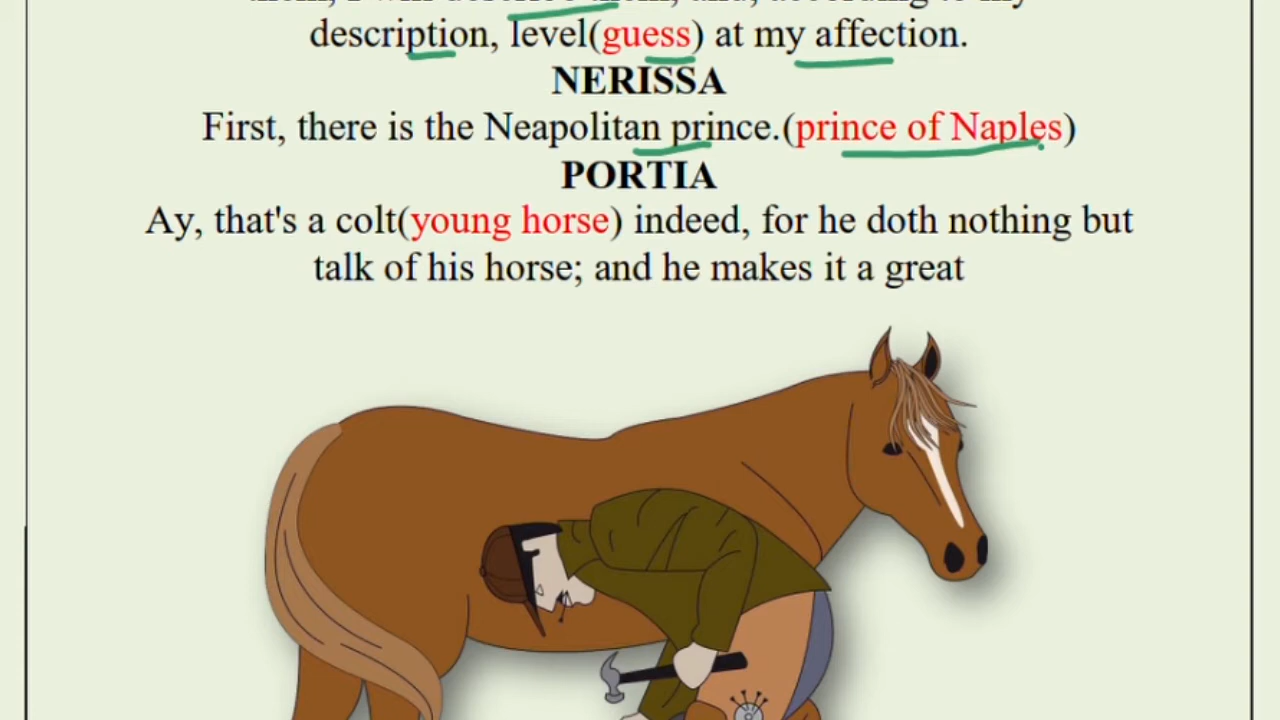 description, level(guess) at my affection.
NERISSA
First, there is the Neapolitan prince.(prince of Naples)
PORTIA
Ay, that's a colt(young horse) indeed, for he doth nothing but
talk of his horse; and he makes it a great